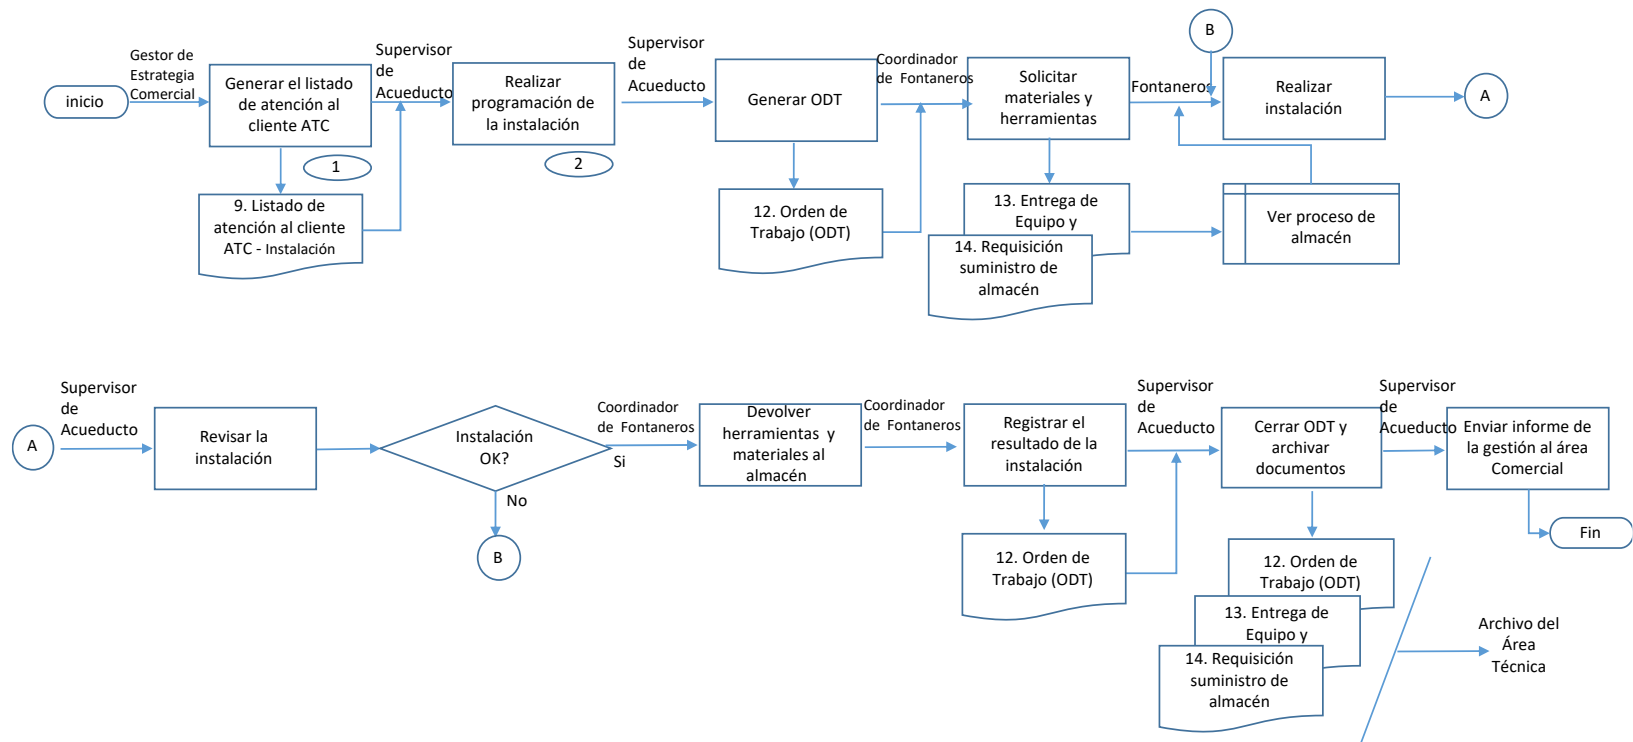 inicio
Gestor de
Estrategia
Comercial
Generar el listado
de atención al
cliente ATC
1
9. Listado de
atención al cliente
ATC - Instalación
Supervisor
de
Acueducto
Realizar
programación de
la instalación
2
Supervisor
de
Acueducto
Generar ODT
12. Orden de
Trabajo (ODT)
Coordinador
de Fontaneros
Solicitar
materiales y
herramientas
13. Entrega de
Equipo y
14. Requisición
suministro de
almacén
Fontaneros
B
Realizar
instalación
Ver proceso de
almacén
A
A
Supervisor
de
Acueducto
Revisar la
instalación
Instalación
OK?
No
B
Coordinador
de Fontaneros
Si
Devolver
herramientas y
materiales al
almacén
Coordinador
de Fontaneros
Registrar el
resultado de la
instalación
12. Orden de
Trabajo (ODT)
Supervisor
de
Acueducto
Cerrar ODT y
archivar
documentos
12. Orden de
Trabajo (ODT)
13. Entrega de
Equipo y
14. Requisición
suministro de
almacén
Supervisor
de
Acueducto
Enviar informe de
la gestión al área
Comercial
Fin
Archivo del
Área
Técnica